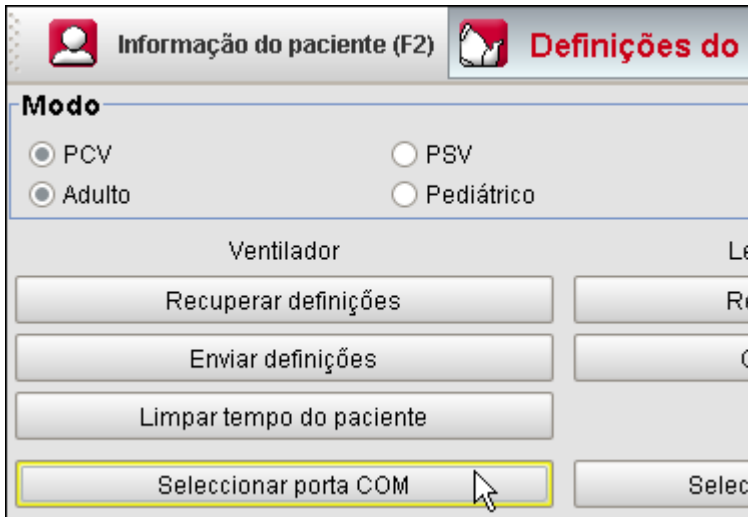 Informação do paciente (F2) Definições do
Modo
PCV PSV
Adulto Pediátrico
Ventilador
Recuperar definições
Enviar definições
Limpar tempo do paciente
Seleccionar porta COM